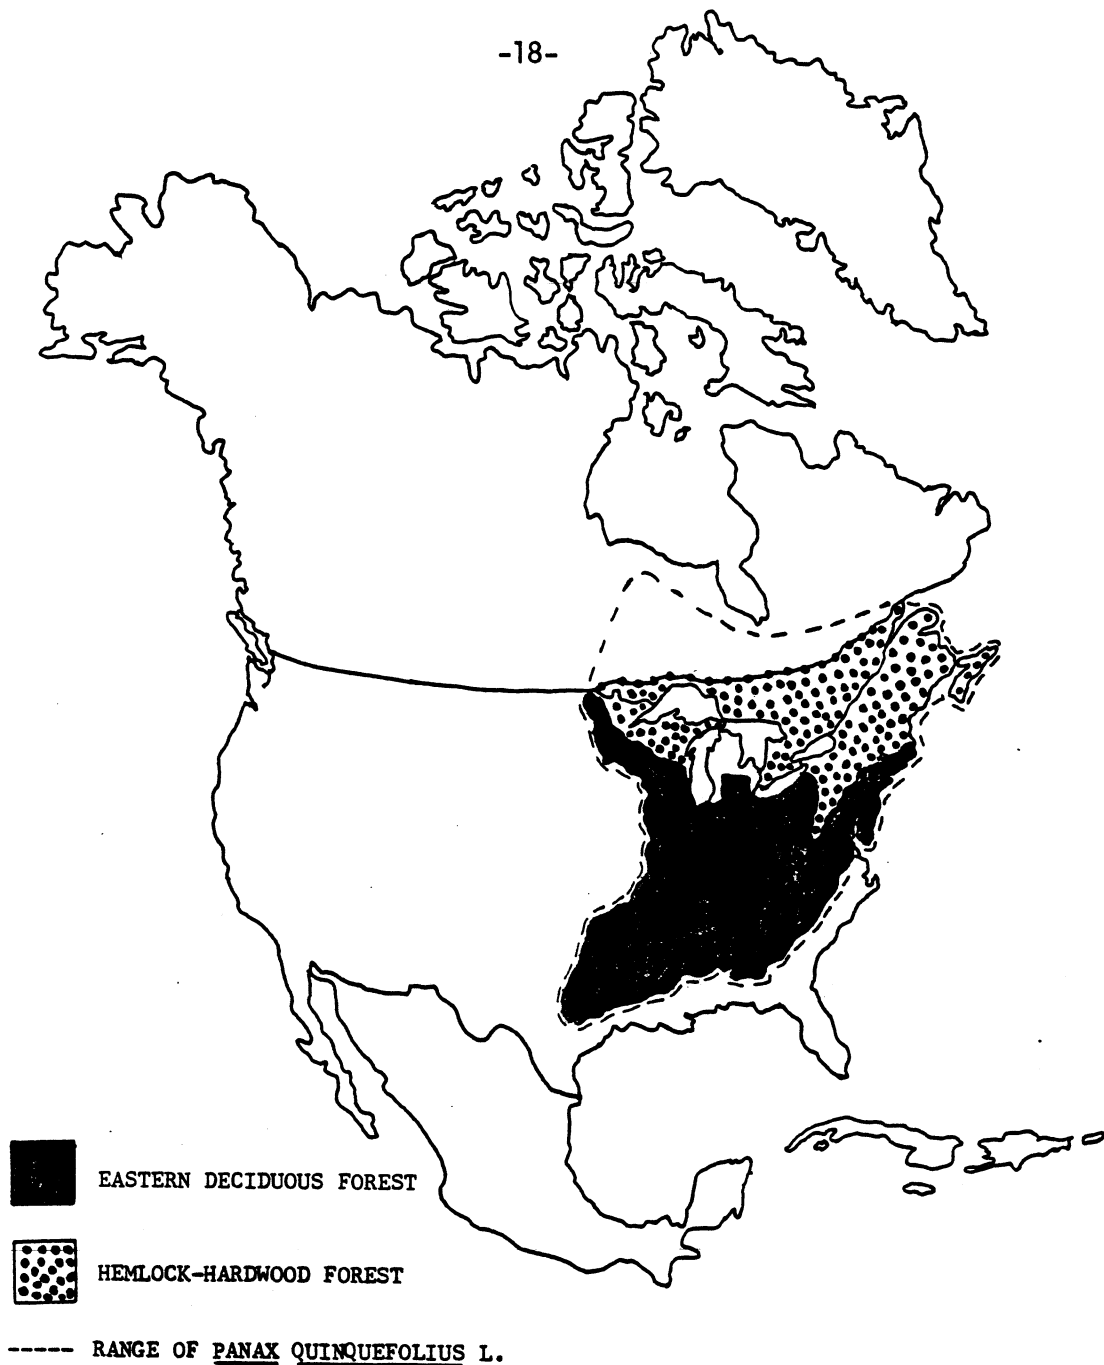 -18-
EASTERN DECIDUOUS FOREST
HEMLOCK-HARDWOOD FOREST
----- RANGE OF PANAX QUINQUEFOLIUS L.